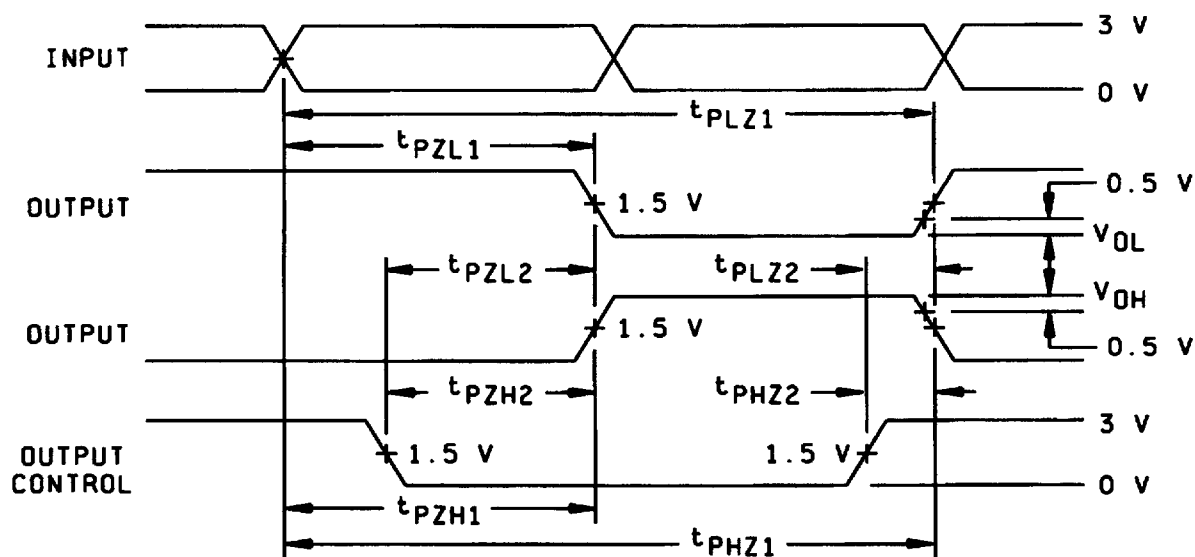 3 V
INPUT
0 V
tPLZ1
tPZL1
0.5 V
OUTPUT
1.5 V
VOL
tPZL2
tPLZ2
VOH
OUTPUT
1.5 V
0.5 V
tPZH2
tPHZ2
3 V
1.5 V
1.5 V
OUTPUT
CONTROL
0 V
tPZH1
tPHZ1